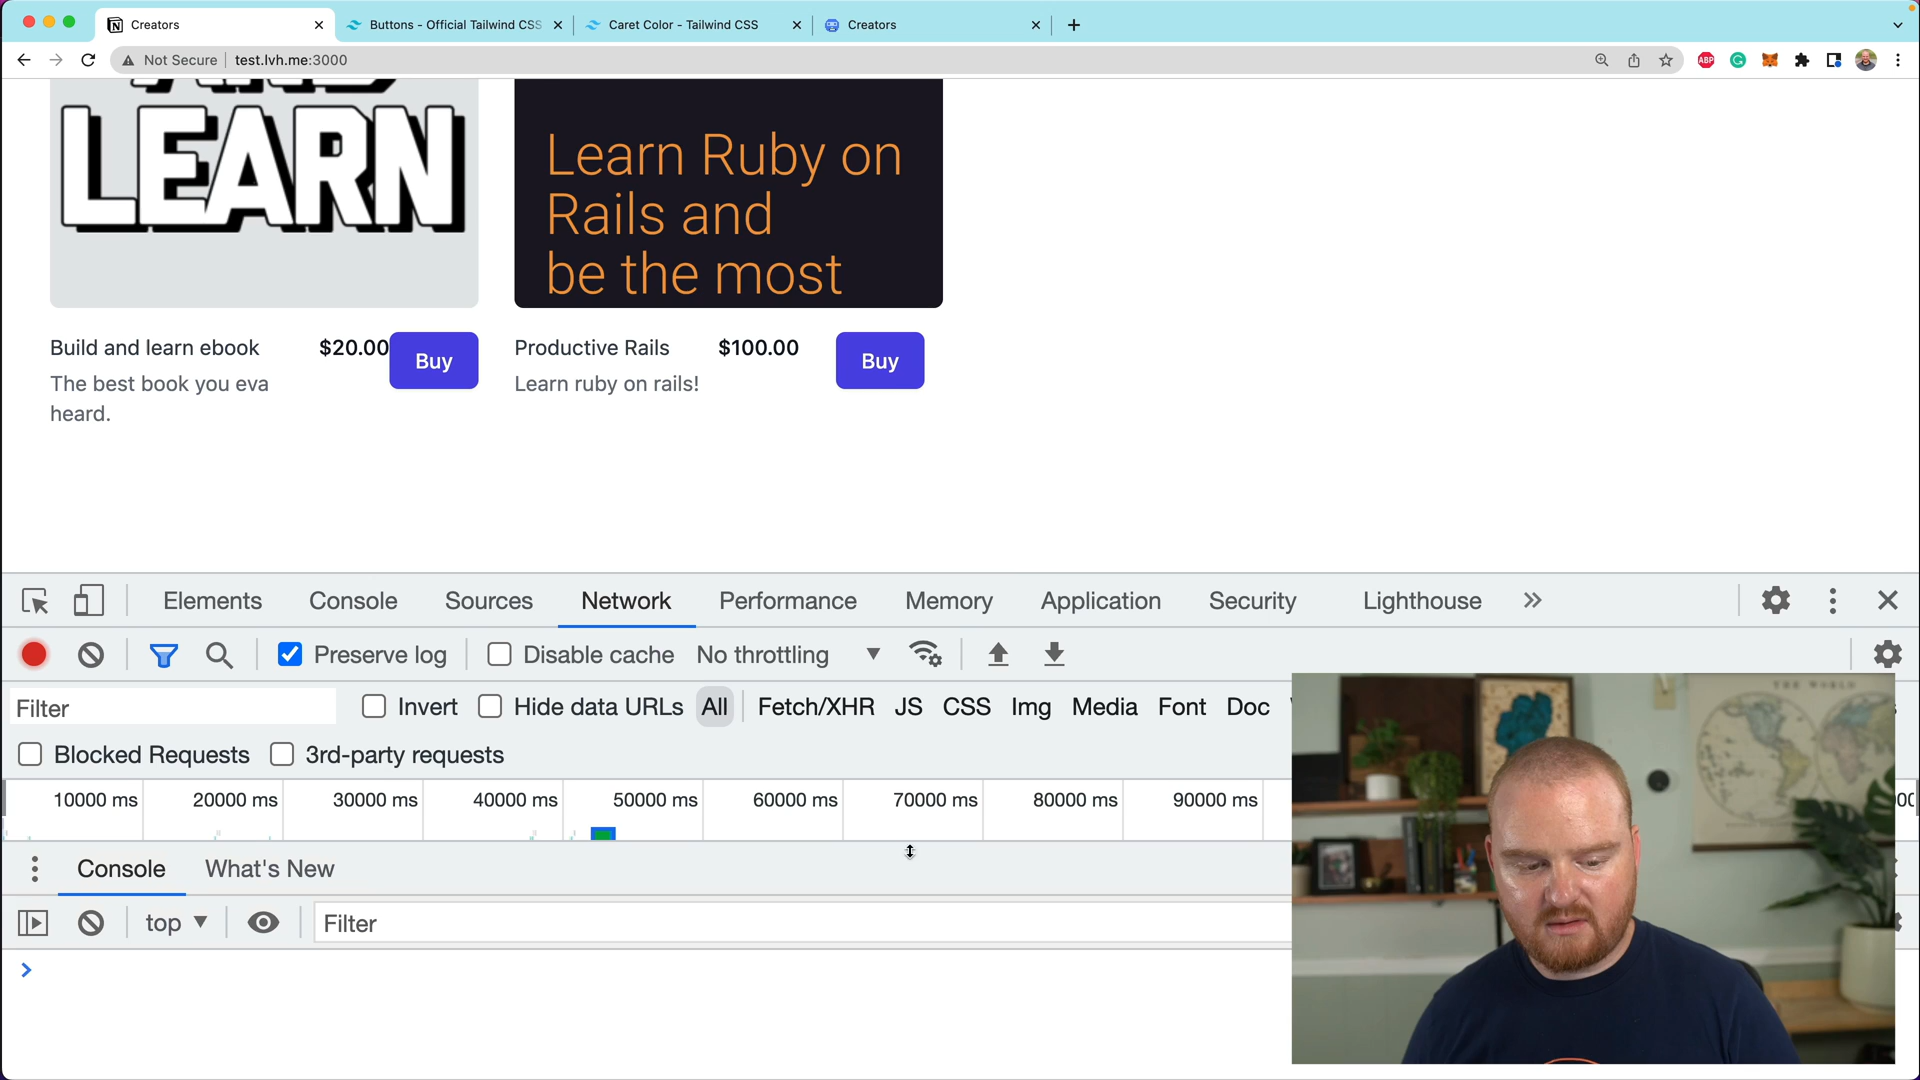 Creators
Buttons - Official Tailwind CSS
Caret Color - Tailwind CSS
Creators
Not Secure
test.lvh.me:3000
ABP
LEARN
Learn Ruby on
Rails and
be the most
Build and learn ebook
$20.00
Buy
The best book you eva
heard.
Productive Rails
$100.00
Buy
Learn ruby on rails!
Elements
Console
Sources
Network
Performance
Memory
Application
Security
Lighthouse
Preserve log
Disable cache
No throttling
Filter
Invert
Hide data URLs
All
Fetch/XHR
JS
CSS
Img
Media
Font
Doc
Blocked Requests
3rd-party requests
10000 ms
20000 ms
30000 ms
40000 ms
50000 ms
60000 ms
70000 ms
80000 ms
90000 ms
Console
What's New
top
Filter
THE WORLD